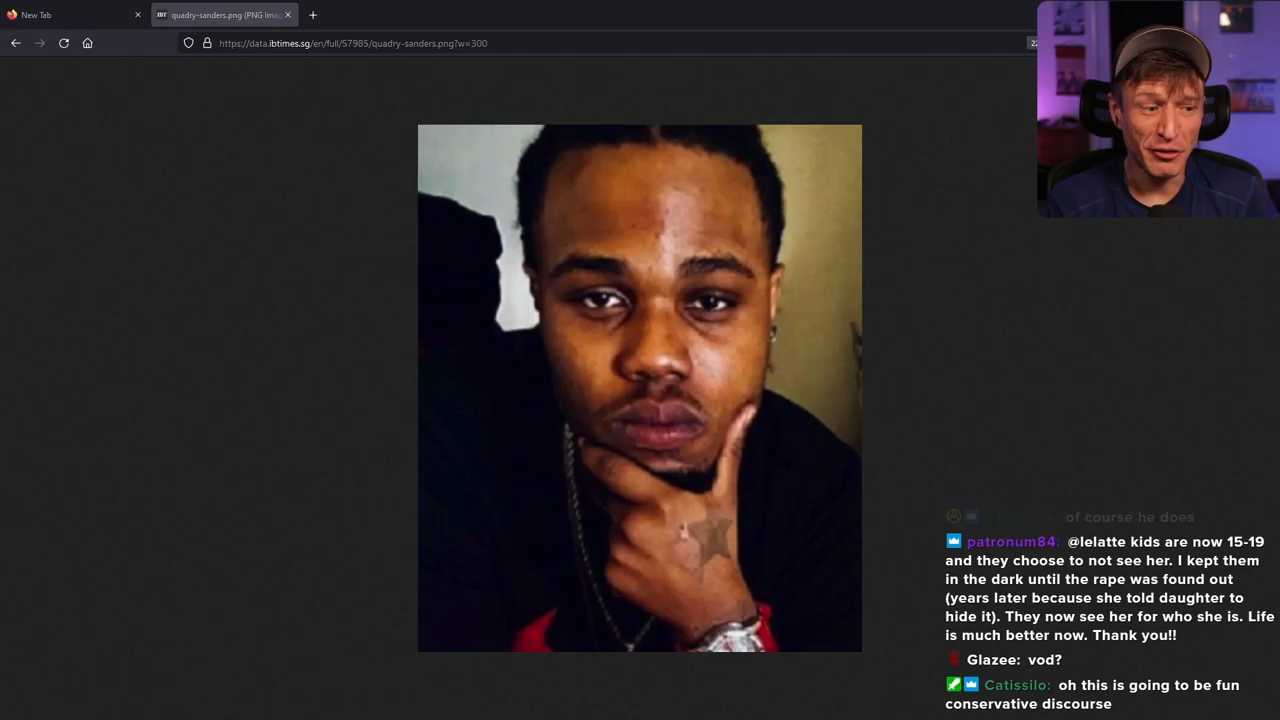 New Tab
IBT quadry-sanders.png (PNG Ima
https://data.ibtimes.sg/en/full/57985/quadry-sanders.png?w=300
22
of course he does
patronum84: @lelatte kids are now 15-19
and they choose to not see her. I kept them
in the dark until the rape was found out
(years later because she told daughter to
hide it). They now see her for who she is. Life
is much better now. Thank you!!
Glazee: vod?
Catissilo: oh this is going to be fun
conservative discourse